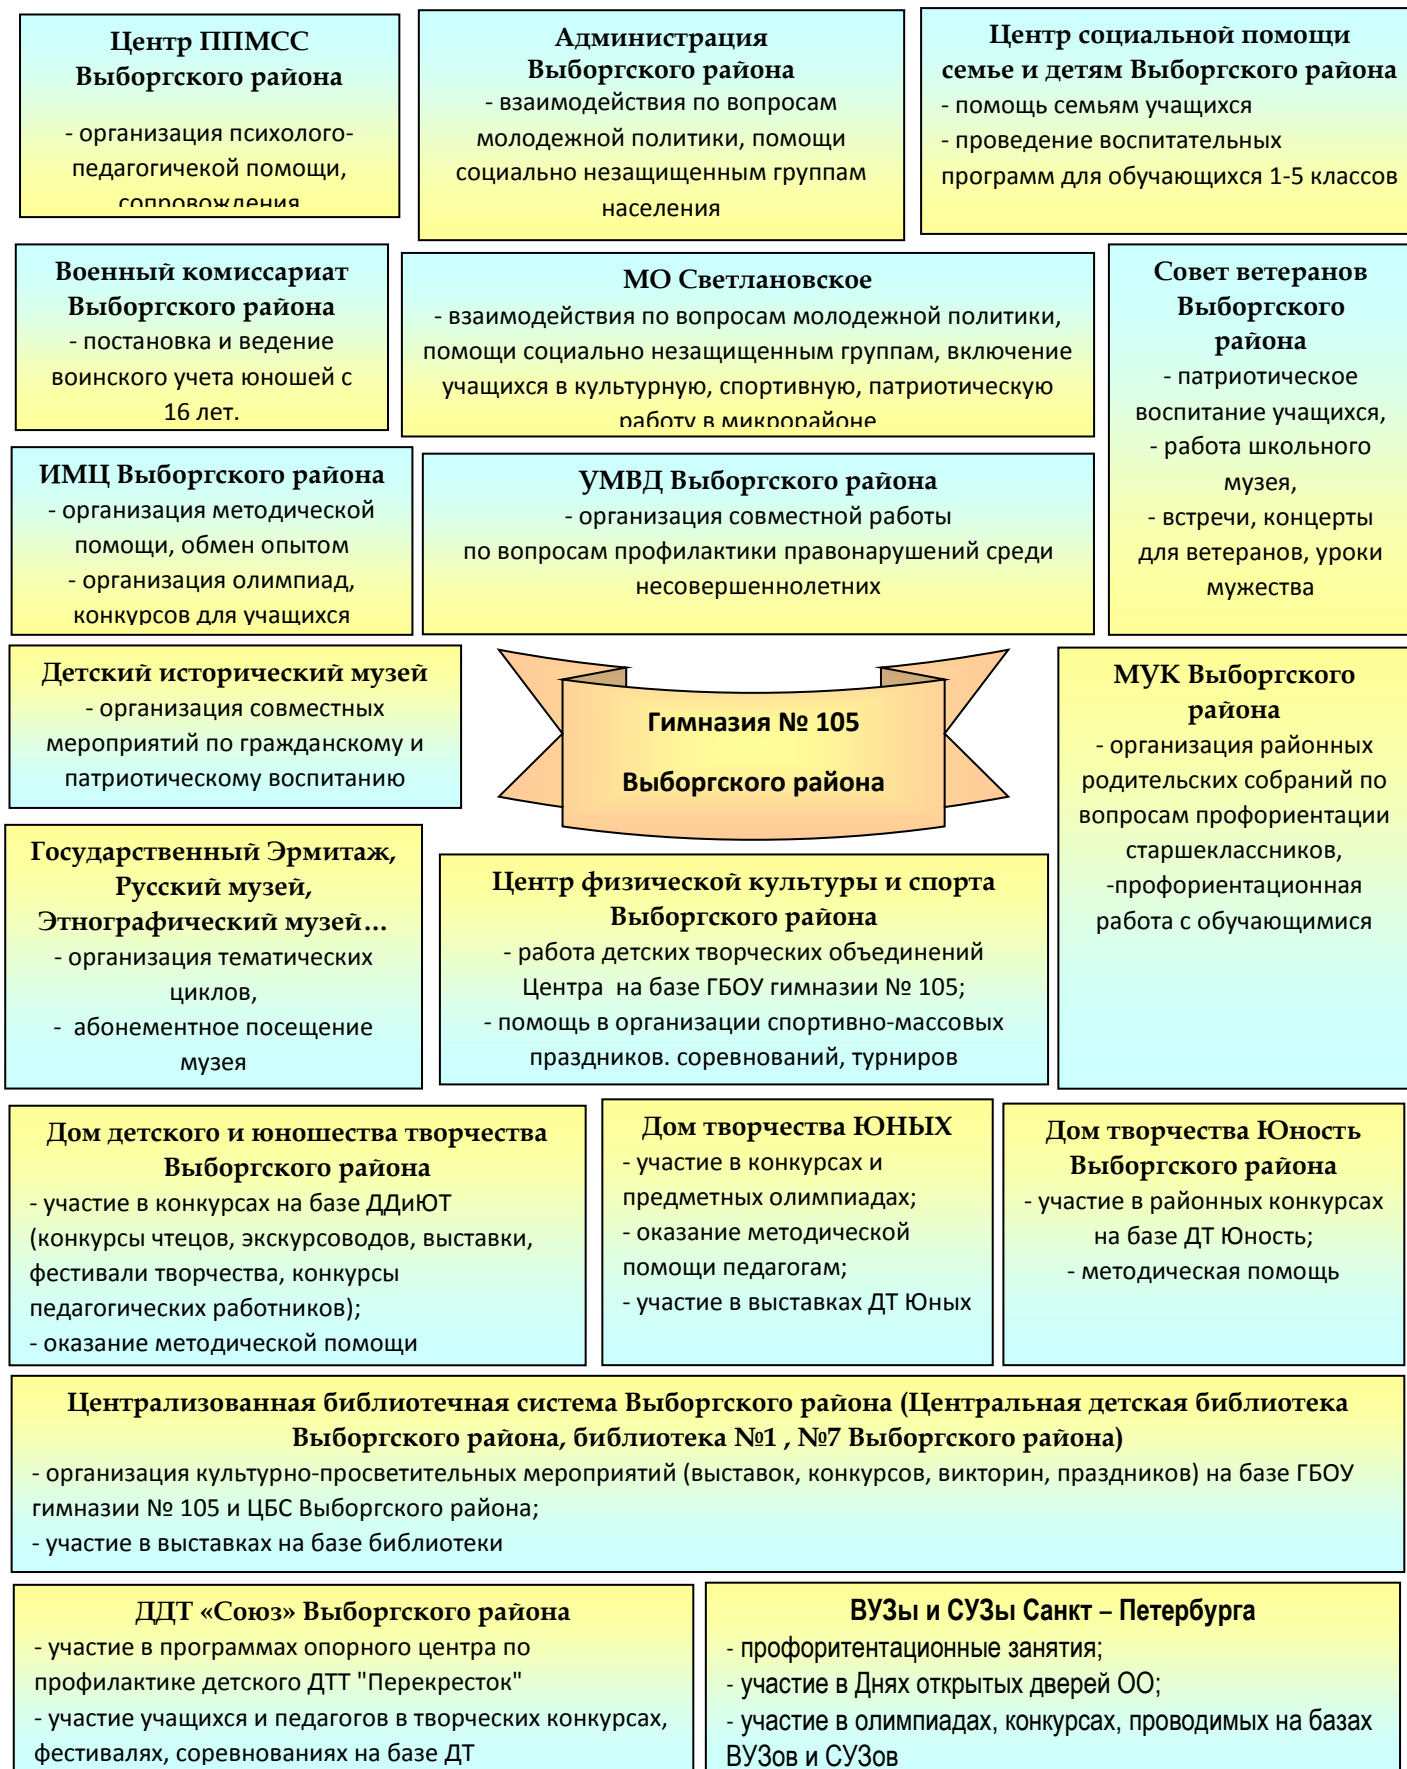 Центр ППМСС
Выборгского района
- организация психолого-
педагогичекой помощи,
сопровождения
Администрация
Выборгского района
- взаимодействия по вопросам
молодежной политики, помощи
социально незащищенным группам
населения
Центр социальной помощи
семье и детям Выборгского района
- помощь семьям учащихся
- проведение воспитательных
программ для обучающихся 1-5 классов
Военный комиссариат
Выборгского района
- постановка и ведение
воинского учета юношей с
16 лет.
МО Светлановское
- взаимодействия по вопросам молодежной политики,
помощи социально незащищенным группам, включение
учащихся в культурную, спортивную, патриотическую
работу в микрорайоне
Совет ветеранов
Выборгского
района
- патриотическое
воспитание учащихся,
- работа школьного
музея,
- встречи, концерты
для ветеранов, уроки
мужества
ИМЦ Выборгского района
- организация методической
помощи, обмен опытом
- организация олимпиад,
конкурсов для учащихся
УМВД Выборгского района
- организация совместной работы
по вопросам профилактики правонарушений среди
несовершеннолетних
Детский исторический музей
- организация совместных
мероприятий по гражданскому и
патриотическому воспитанию
Гимназия № 105
Выборгского района
МУК Выборгского
района
- организация районных
родительских собраний по
вопросам профориентации
старшеклассников,
-профориентационная
работа с обучающимися
Государственный Эрмитаж,
Русский музей,
Этнографический музей…
- организация тематических
циклов,
- абонементное посещение
музея
Центр физической культуры и спорта
Выборгского района
- работа детских творческих объединений
Центра на базе ГБОУ гимназии № 105;
- помощь в организации спортивно-массовых
праздников. соревнований, турниров
Дом детского и юношества творчества
Выборгского района
- участие в конкурсах на базе ДДиЮТ
(конкурсы чтецов, экскурсоводов, выставки,
фестивали творчества, конкурсы
педагогических работников);
- оказание методической помощи
Дом творчества ЮНЫХ
- участие в конкурсах и
предметных олимпиадах;
- оказание методической
помощи педагогам;
- участие в выставках ДТ Юных
Дом творчества Юность
Выборгского района
- участие в районных конкурсах
на базе ДТ Юность;
- методическая помощь
Централизованная библиотечная система Выборгского района (Центральная детская библиотека
Выборгского района, библиотека №1 , №7 Выборгского района)
- организация культурно-просветительных мероприятий (выставок, конкурсов, викторин, праздников) на базе ГБОУ
гимназии № 105 и ЦБС Выборгского района;
- участие в выставках на базе библиотеки
ДДТ «Союз» Выборгского района
- участие в программах опорного центра по
профилактике детского ДТТ "Перекресток"
- участие учащихся и педагогов в творческих конкурсах,
фестивалях, соревнованиях на базе ДТ
ВУЗы и СУЗы Санкт – Петербурга
- профоритентационные занятия;
- участие в Днях открытых дверей ОО;
- участие в олимпиадах, конкурсах, проводимых на базах
ВУЗов и СУЗов